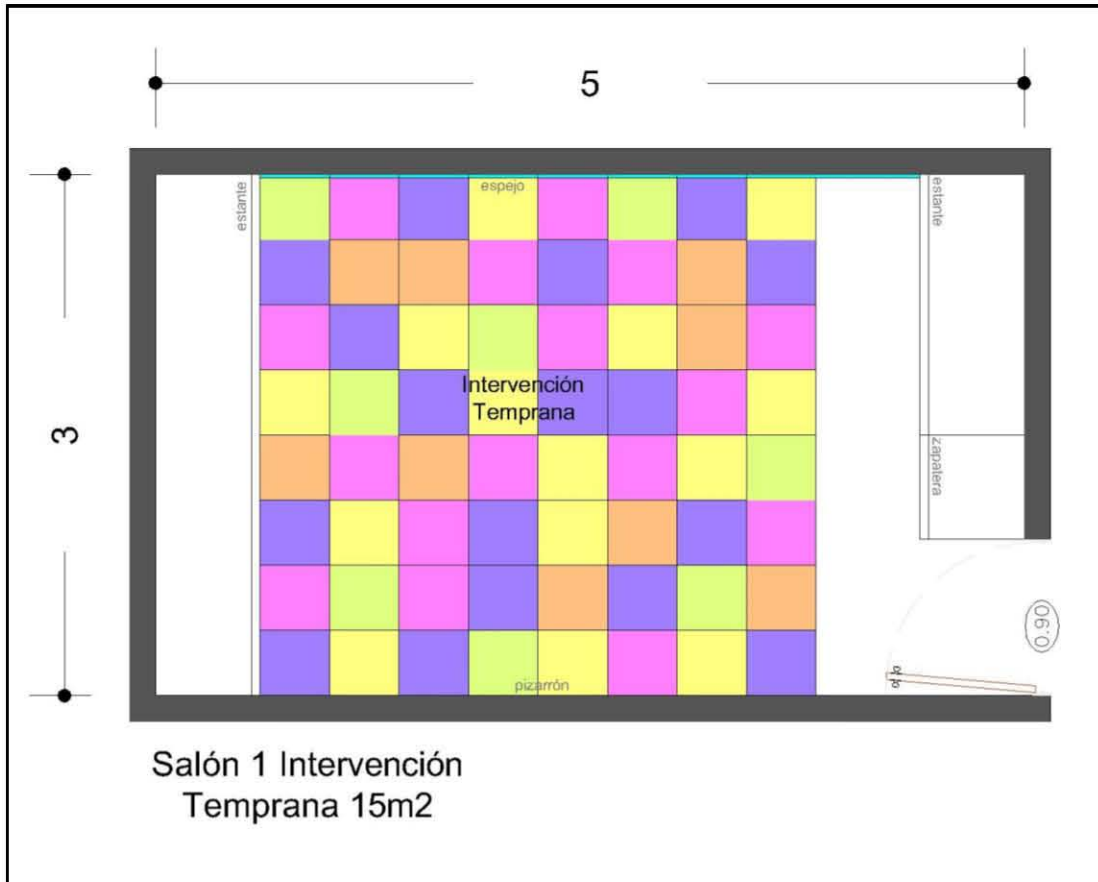 5
espejo
estante
estante
3
Intervención
Temprana
zapatera
0.90
pizarrón
Salón 1 Intervención
Temprana 15m2